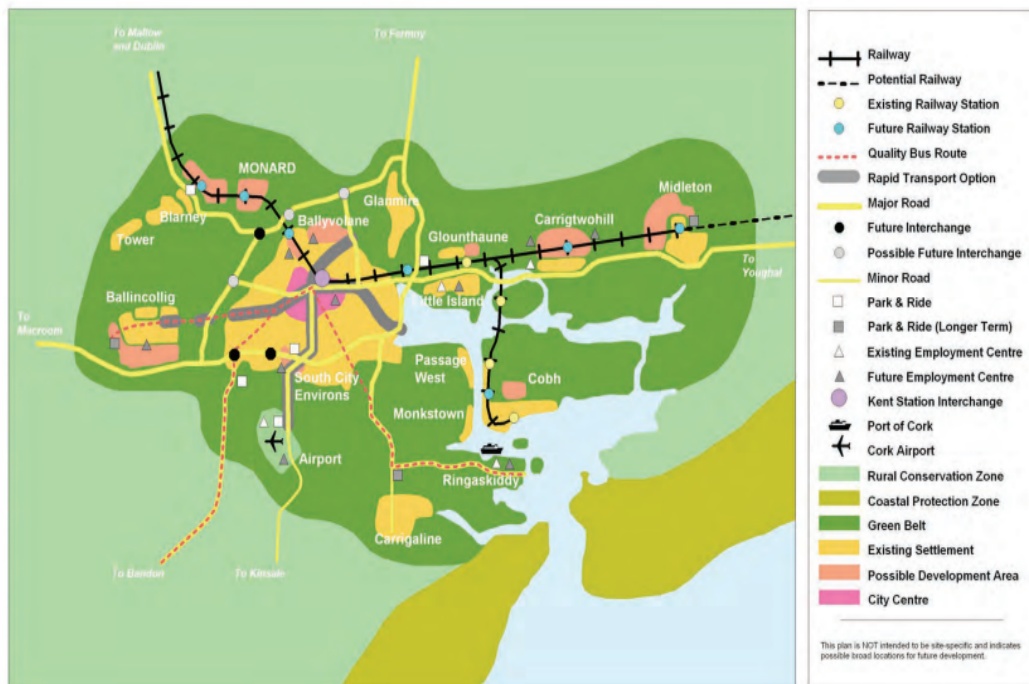 To Mallow
and Dublin
To Fermoy
MONARD
Blarney
Tower
Ballyvolane
Glanmire
Glounthaune
Carrigtwohill
Midleton
To
Youghal
Little Island
Ballincollig
To
Macroom
South City
Environs
Passage
West
Cobh
Monkstown
Airport
Ringaskiddy
Carrigaline
To Bandon
To Kinsale
Railway
Potential Railway
Existing Railway Station
Future Railway Station
Quality Bus Route
Rapid Transport Option
Major Road
Future Interchange
Possible Future Interchange
Minor Road
Park & Ride
Park & Ride (Longer Term)
Existing Employment Centre
Future Employment Centre
Kent Station Interchange
Port of Cork
Cork Airport
Rural Conservation Zone
Coastal Protection Zone
Green Belt
Existing Settlement
Possible Development Area
City Centre
This plan is NOT intended to be site-specific and indicates
possible broad locations for future development.